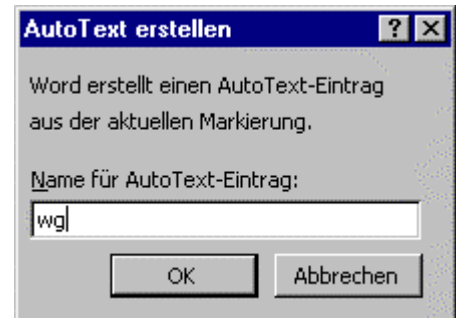 AutoText erstellen
Word erstellt einen AutoText-Eintrag
aus der aktuellen Markierung.
Name für AutoText-Eintrag:
wg
OK Abbrechen